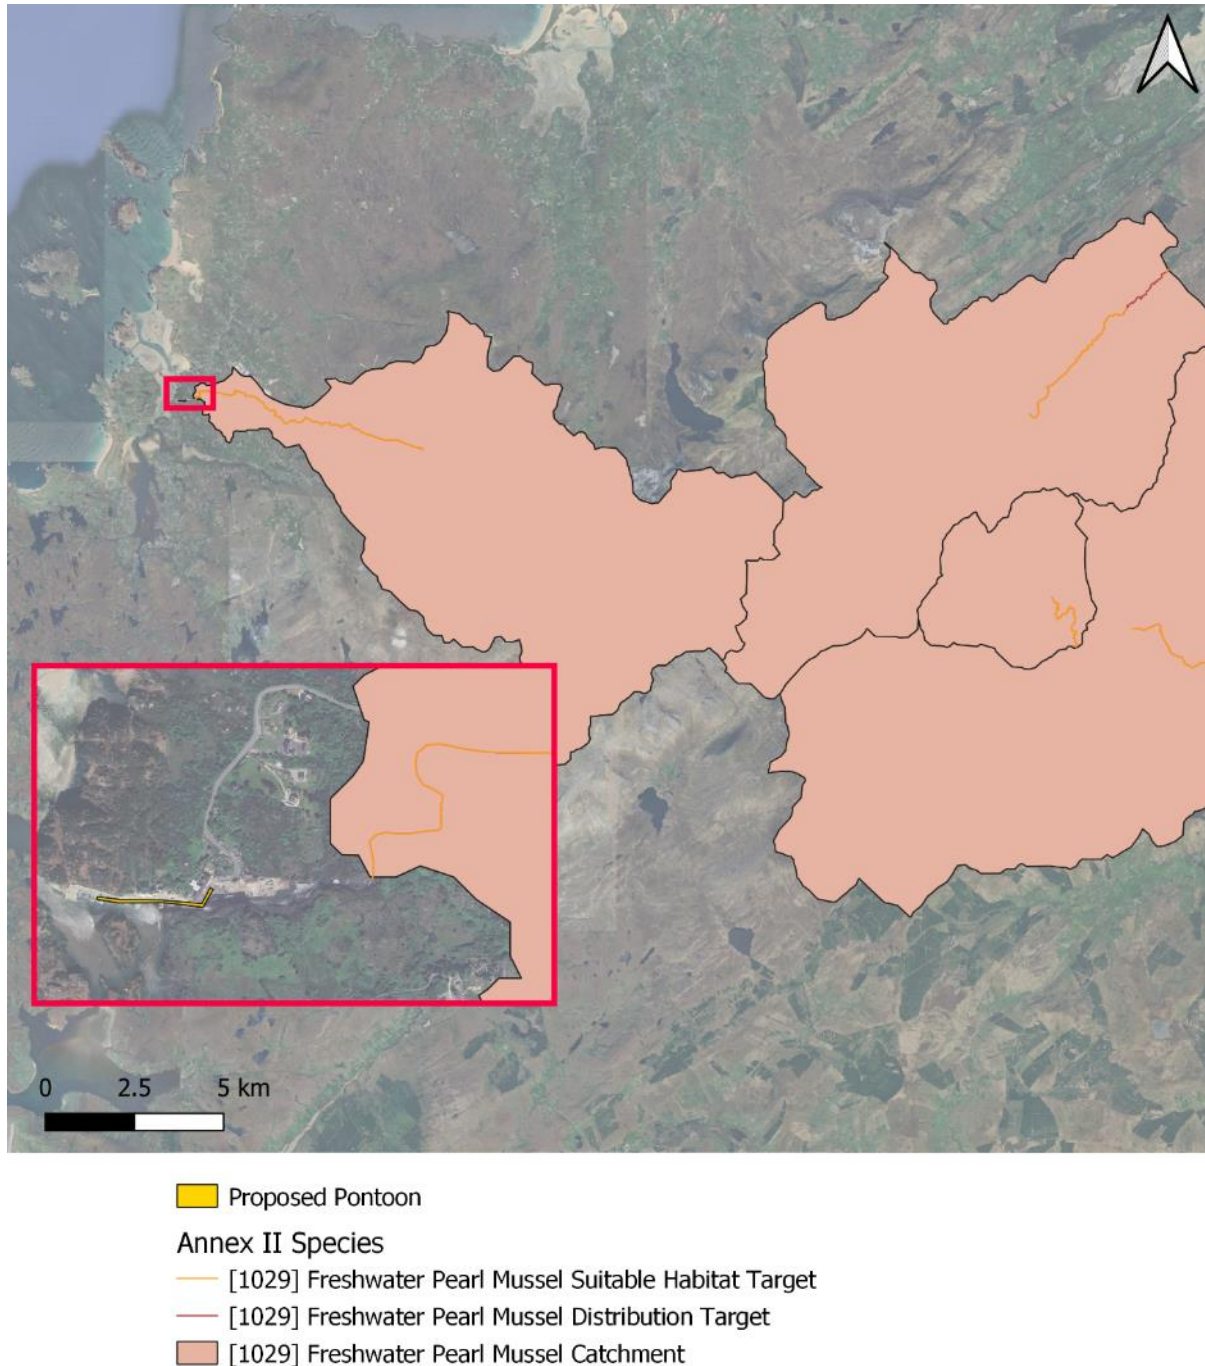 0 2.5 5 km
Proposed Pontoon
Annex II Species
[1029] Freshwater Pearl Mussel Suitable Habitat Target
[1029] Freshwater Pearl Mussel Distribution Target
[1029] Freshwater Pearl Mussel Catchment